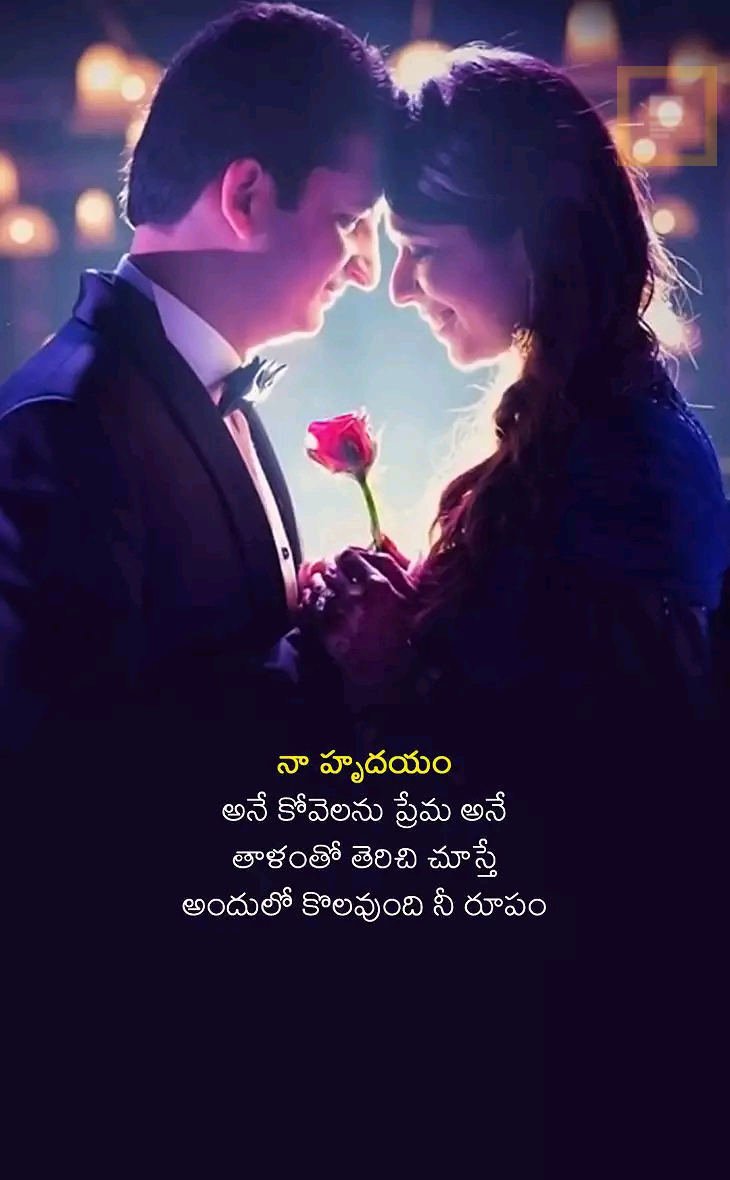 నా హృదయం
అనే కోవెలను ప్రేమ అనే
తాళంతో తెరిచి చూస్తే
అందులో కొలవుంది నీ రూపం